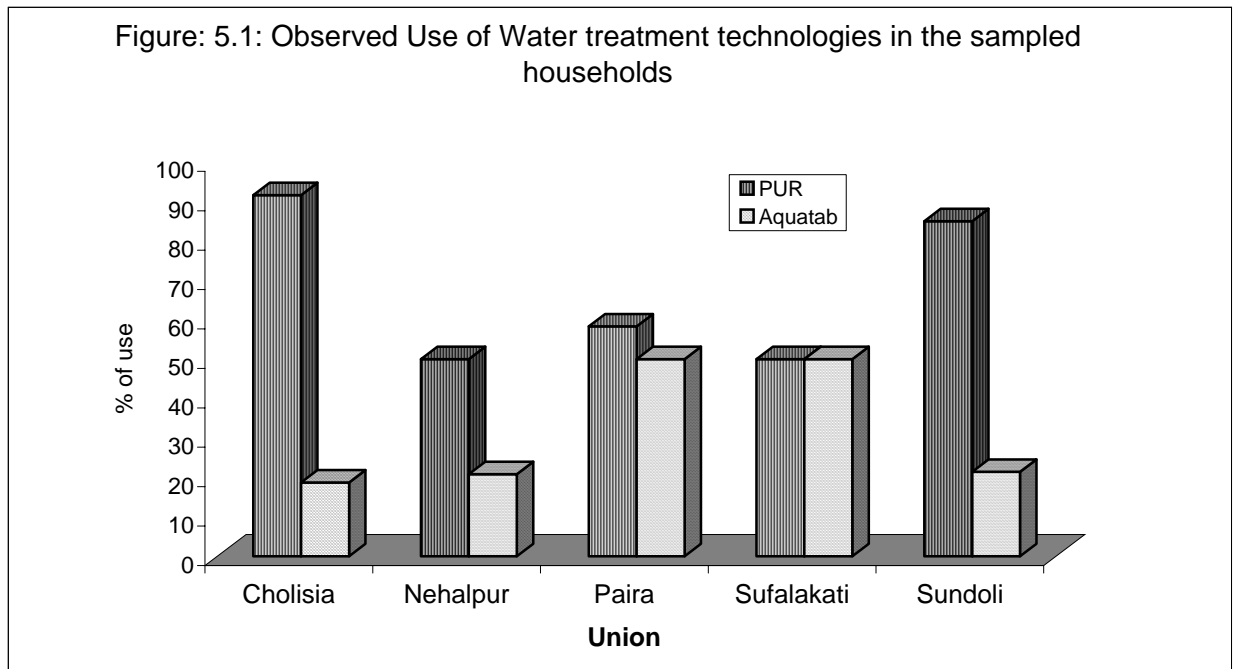 Figure: 5.1: Observed Use of Water treatment technologies in the sampled
households
100
90
80
70
60
50
40
30
20
10
0
% of use
PUR
Aquatab
Cholisia
Nehalpur
Paira
Sufalakati
Sundoli
Union